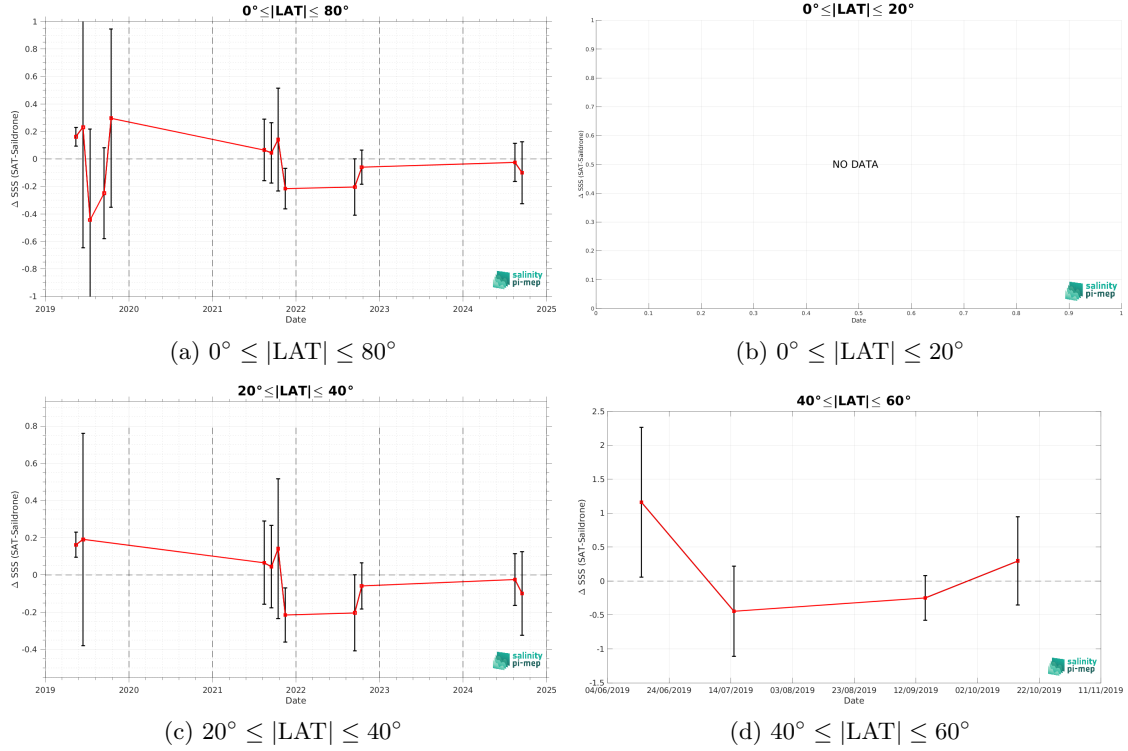 0°≤|LAT|≤ 80°
1
0.8
0.6
0.4
0.2
0
-0.2
-0.4
-0.6
-0.8
-1
Δ SSS (SAT-Saildrone)
2019 2020 2021 2022 2023 2024 2025
Date
salinity
pi-mep
(a) 0° ≤ |LAT| ≤ 80°
0°≤|LAT|≤ 20°
1
0.9
0.8
0.7
0.6
0.5
0.4
0.3
0.2
0.1
0
Δ SSS (SAT-Saildrone)
NO DATA
0 0.1 0.2 0.3 0.4 0.5 0.6 0.7 0.8 0.9 1
Date
salinity
pi-mep
(b) 0° ≤ |LAT| ≤ 20°
20°≤|LAT|≤ 40°
0.8
0.6
0.4
0.2
0
-0.2
-0.4
Δ SSS (SAT-Saildrone)
2019 2020 2021 2022 2023 2024 2025
Date
salinity
pi-mep
(c) 20° ≤ |LAT| ≤ 40°
40°≤|LAT|≤ 60°
2.5
2
1.5
1
0.5
0
-0.5
-1
-1.5
Δ SSS (SAT-Saildrone)
04/06/2019 24/06/2019 14/07/2019 03/08/2019 23/08/2019 12/09/2019 02/10/2019 22/10/2019 11/11/2019
Date
salinity
pi-mep
(d) 40° ≤ |LAT| ≤ 60°